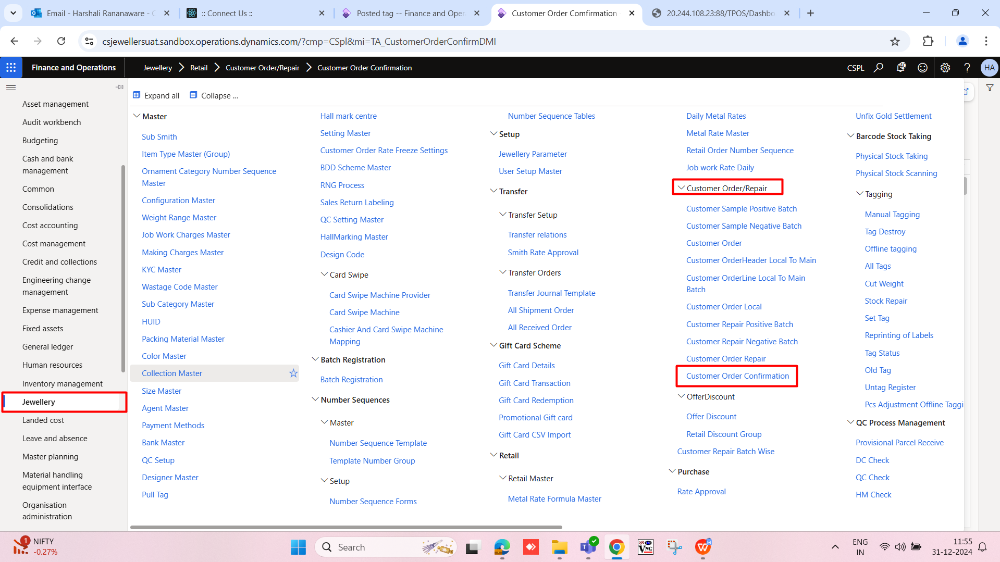 Email - Harshali Rananaware - C
:: Connect Us ::
Posted tag -- Finance and Oper
Customer Order Comfirmation -
20.244.108.23:88/TPOS/Dashbo
csjewellersuat.sandbox.operations.dynamics.com/?cmp=CSpl&mi=TA_CustomerOrderConfirmDMI
Finance and Operations
Jewellery
Retail
Customer Order/Repair
Customer Order Confirmation
CSPL
40
?
HA
Asset management
Audit workbench
Budgeting
Cash and bank
management
Common
Consolidations
Cost accounting
Cost management
Credit and collections
Engineering change
management
Expense management
Fixed assets
General ledger
Human resources
Inventory management
Jewellery
Landed cost
Leave and absence
Master planning
Material handling
equipment interface
Organisation
administration
Expand all
Collapse ...
Master
Sub Smith
Item Type Master (Group)
Ornament Category Number Sequence
Master
Configuration Master
Weight Range Master
Job Work Charges Master
Making Charges Master
KYC Master
Wastage Code Master
Sub Category Master
HUID
Packing Material Master
Color Master
Collection Master
Size Master
Agent Master
Payment Methods
Bank Master
QC Setup
Designer Master
Pull Tag
Hall mark centre
Setting Master
Customer Order Rate Freeze Settings
BDD Scheme Master
RNG Process
Sales Return Labeling
QC Setting Master
HallMarking Master
Design Code
Card Swipe
Card Swipe Machine Provider
Card Swipe Machine
Cashier And Card Swipe Machine
Mapping
Batch Registration
Batch Registration
Number Sequences
Master
Number Sequence Template
Template Number Group
Setup
Number Sequence Forms
Number Sequence Tables
Setup
Jewellery Parameter
User Setup Master
Transfer
Transfer Setup
Transfer relations
Smith Rate Approval
Transfer Orders
Transfer Journal Template
All Shipment Order
All Received Order
Gift Card Scheme
Gift Card Details
Gift Card Transaction
Gift Card Redemption
Promotional Gift card
Gift Card CSV Import
Retail
Retail Master
Metal Rate Formula Master
Daily Metal Rates
Metal Rate Master
Retail Order Number Sequence
Job work Rate Daily
Customer Order/Repair
Customer Sample Positive Batch
Customer Sample Negative Batch
Customer Order
Customer OrderHeader Local To Main
Customer OrderLine Local To Main
Batch
Customer Order Local
Customer Repair Positive Batch
Customer Repair Negative Batch
Customer Order Repair
Customer Order Confirmation
OfferDiscount
Offer Discount
Retail Discount Group
Customer Repair Batch Wise
Purchase
Rate Approval
Unfix Gold Settlement
Barcode Stock Taking
Physical Stock Taking
Physical Stock Scanning
Tagging
Manual Tagging
Tag Destroy
Offline tagging
All Tags
Cut Weight
Stock Repair
Set Tag
Reprinting of Labels
Tag Status
Old Tag
Untag Register
Pcs Adjustment Offline Taggi
QC Process Management
Provisional Parcel Receive
DC Check
QC Check
HM Check
1
NIFTY
-0.27%
Search
VNC
W
ENG
IN
11:55
31-12-2024